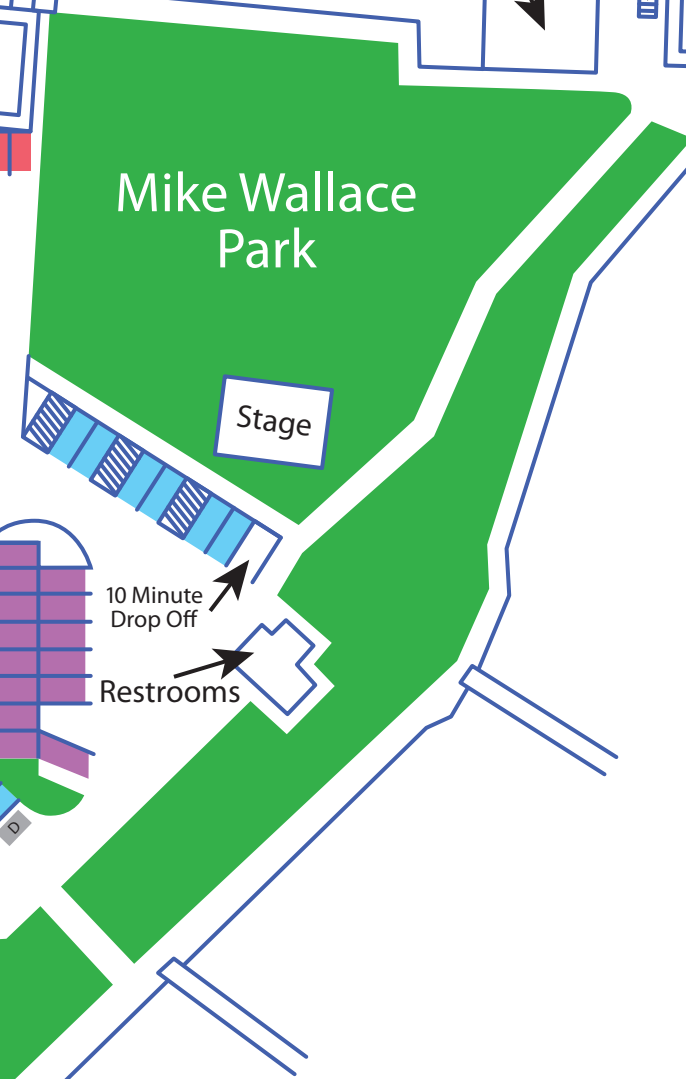 Mike Wallace
Park
Stage
10 Minute
Drop Off
Restrooms
D